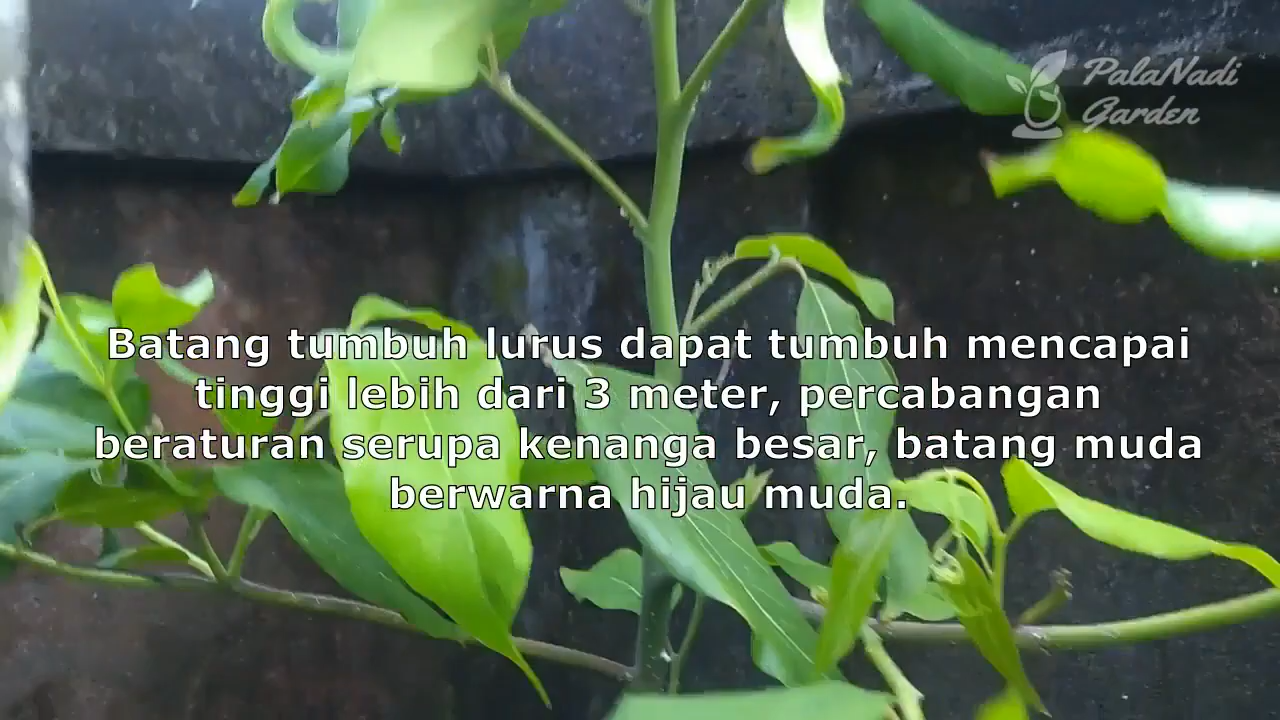 PalaNadi
Garden
Batang tumbuh lurus dapat tumbuh mencapai
tinggi lebih dari 3 meter, percabangan
beraturan serupa kenanga besar, batang muda
berwarna hijau muda.